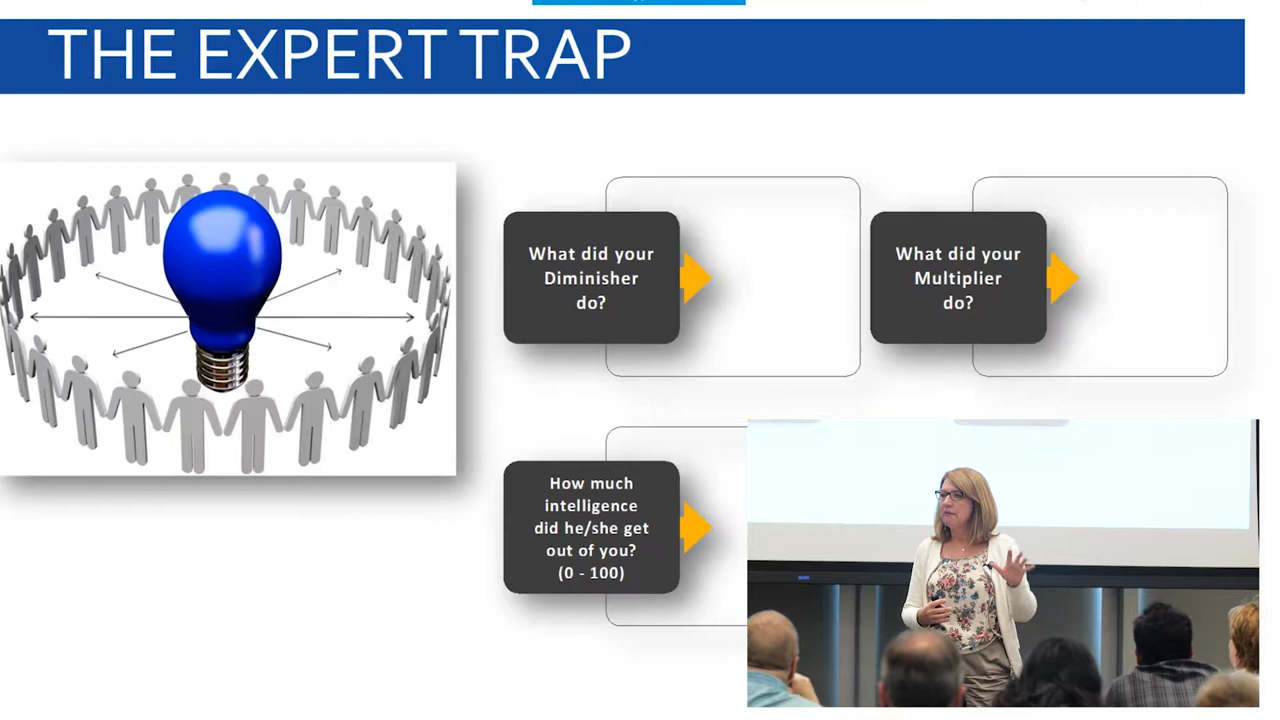 THE EXPERT TRAP
What did your
Diminisher
do?
What did your
Multiplier
do?
How much
intelligence
did he/she get
out of you?
(0 - 100)